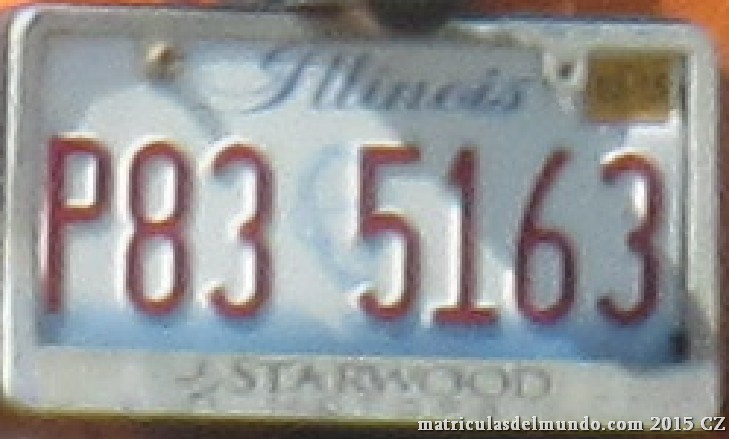 Illinois
P83 5163
STARWOOD
matriculasdelmundo.com 2015 CZ